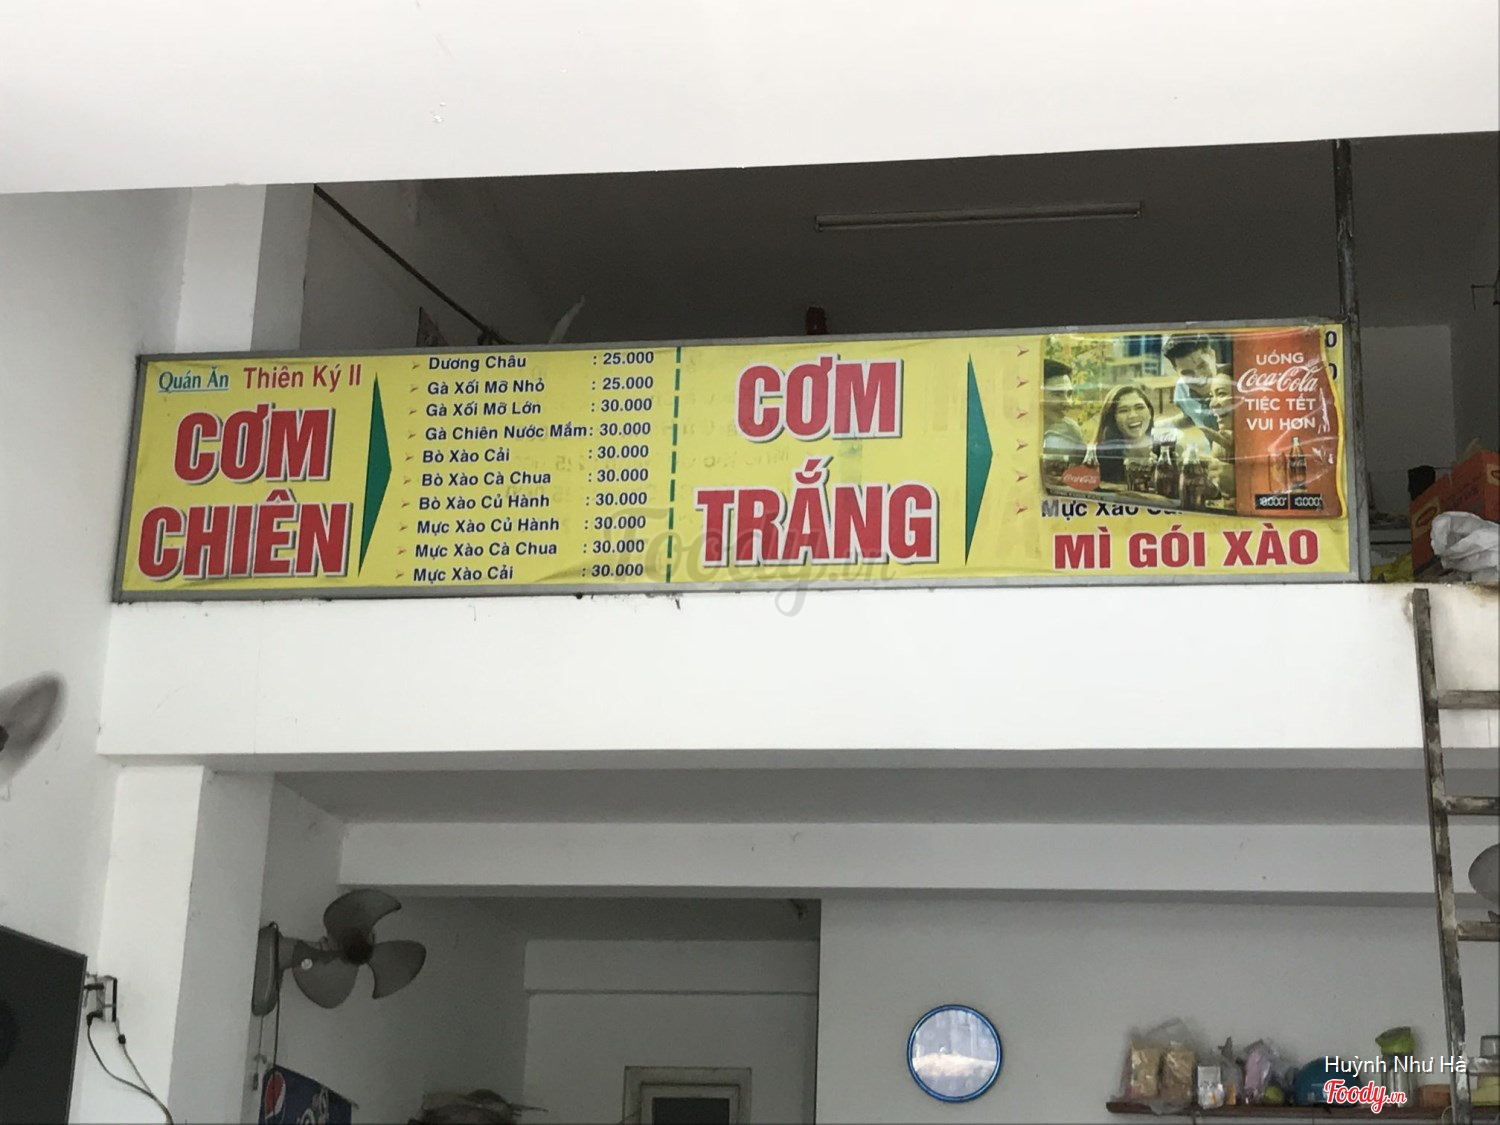 Quán Ăn Thiên Ký II
CƠM
CHIÊN
Dương Châu : 25.000
Gà Xối Mỡ Nhỏ : 25.000
Gà Xối Mỡ Lớn : 30.000
Gà Chiên Nước Mắm: 30.000
Bò Xào Cải : 30.000
Bò Xào Cà Chua : 30.000
Bò Xào Củ Hành : 30.000
Mực Xào Củ Hành : 30.000
Mực Xào Cà Chua : 30.000
Mực Xào Cải : 30.000
CƠM
TRẮNG
UỐNG
Coca-Cola
TIỆC TẾT
VUI HƠN
Mực Xào
MÌ GÓI XÀO
Foody.vn
Huỳnh Như Hà
Foody.vn